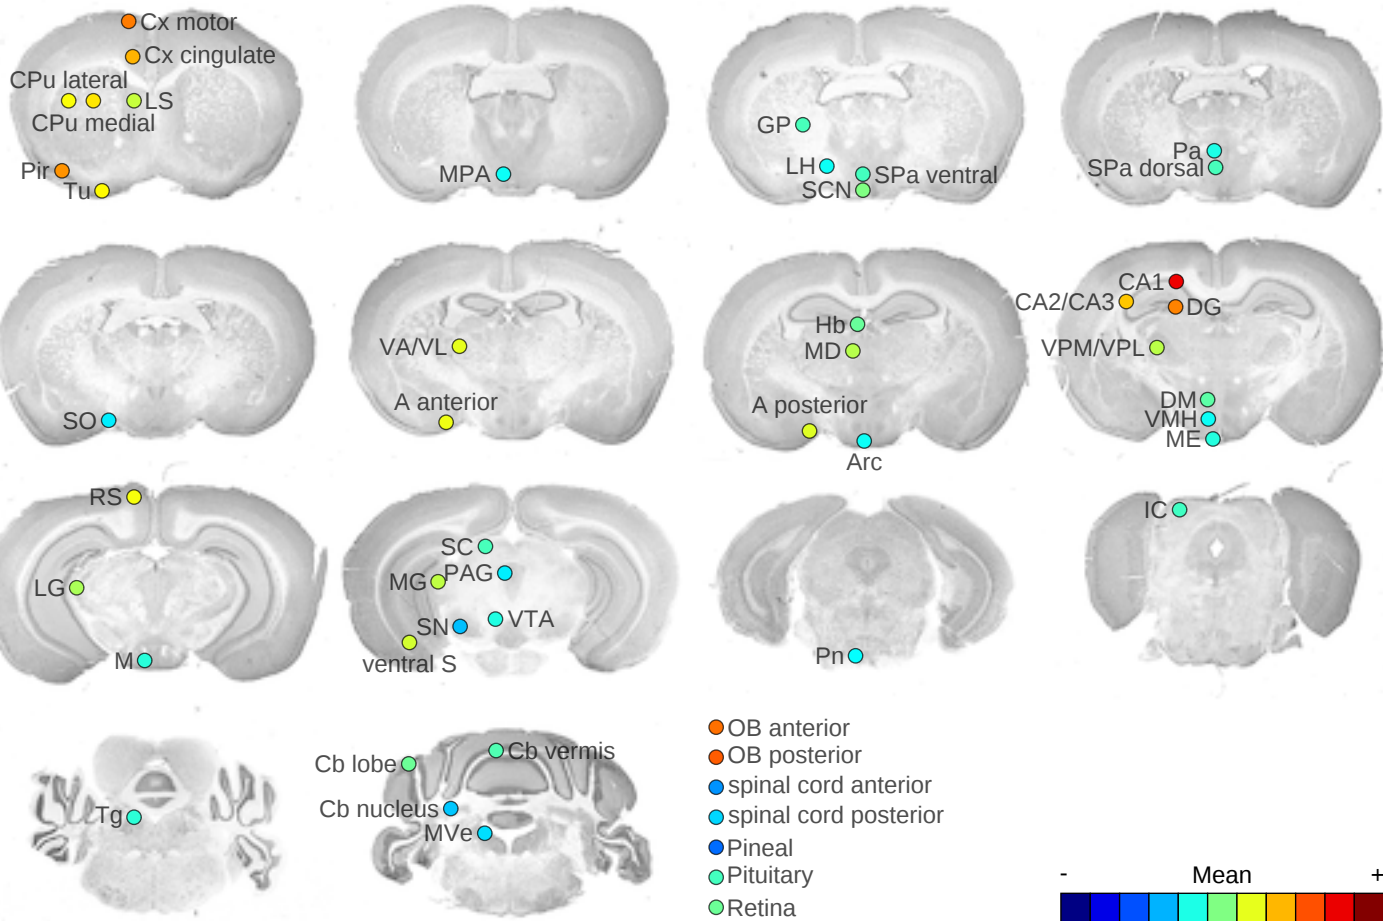 Cx motor
Cx cingulate
CPu lateral
LS
CPu medial
Pir
Tu
MPA
GP
LH
SPa ventral
SCN
Pa
SPa dorsal
SO
VA/VL
A anterior
Hb
MD
A posterior
Arc
CA1
CA2/CA3
DG
VPM/VPL
DM
VMH
ME
RS
LG
M
SC
MG
PAG
SN
VTA
ventral S
Pn
IC
Tg
Cb lobe
Cb vermis
Cb nucleus
MVe
OB anterior
OB posterior
spinal cord anterior
spinal cord posterior
Pineal
Pituitary
Retina
- Mean +